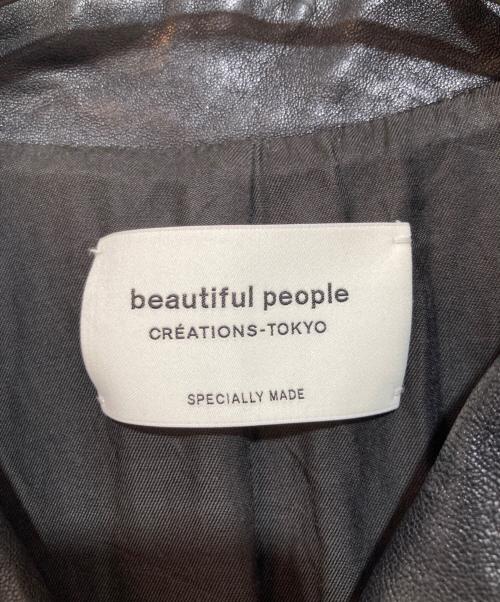 beautiful people
CRÉATIONS-TOKYO
SPECIALLY MADE